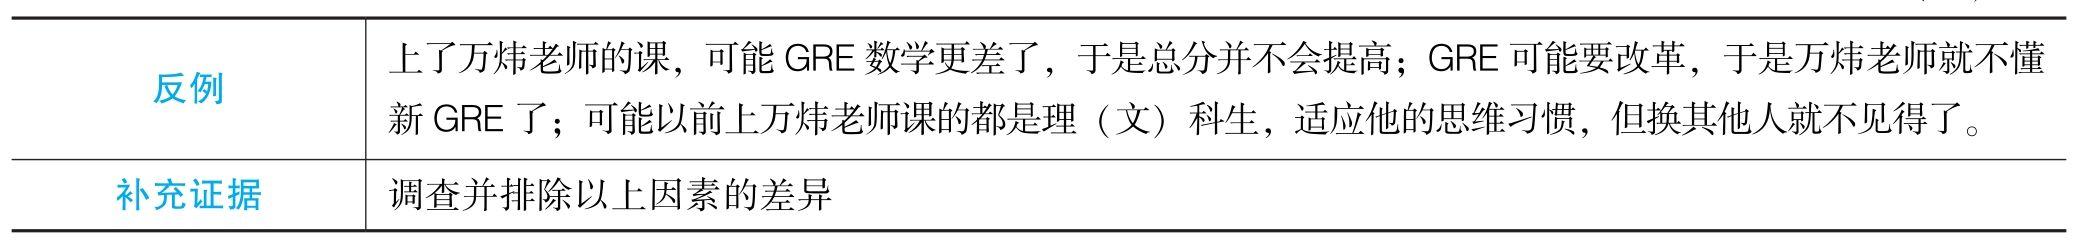 反例
上了万炜老师的课，可能 GRE 数学更差了，于是总分并不会提高；GRE 可能要改革，于是万炜老师就不懂
新 GRE 了；可能以前上万炜老师课的都是理（文）科生，适应他的思维习惯，但换其他人就不见得了。
补充证据
调查并排除以上因素的差异